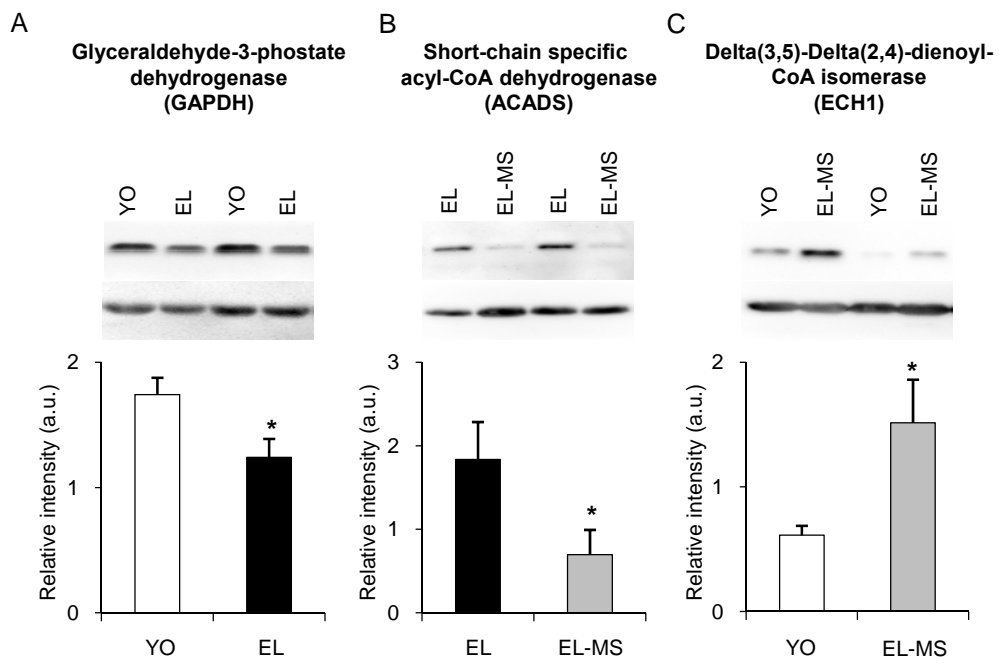 A
Glyceraldehyde-3-phostate
dehydrogenase
(GAPDH)
YO EL YO EL
Relative intensity (a.u.)
2
1
0
*
YO EL
B
Short-chain specific
acyl-CoA dehydrogenase
(ACADS)
EL EL-MS EL EL-MS
Relative intensity (a.u.)
3
2
1
0
*
EL EL-MS
C
Delta(3,5)-Delta(2,4)-dienoyl-
CoA isomerase
(ECH1)
YO EL-MS YO EL-MS
Relative intensity (a.u.)
2
1
0
*
YO EL-MS